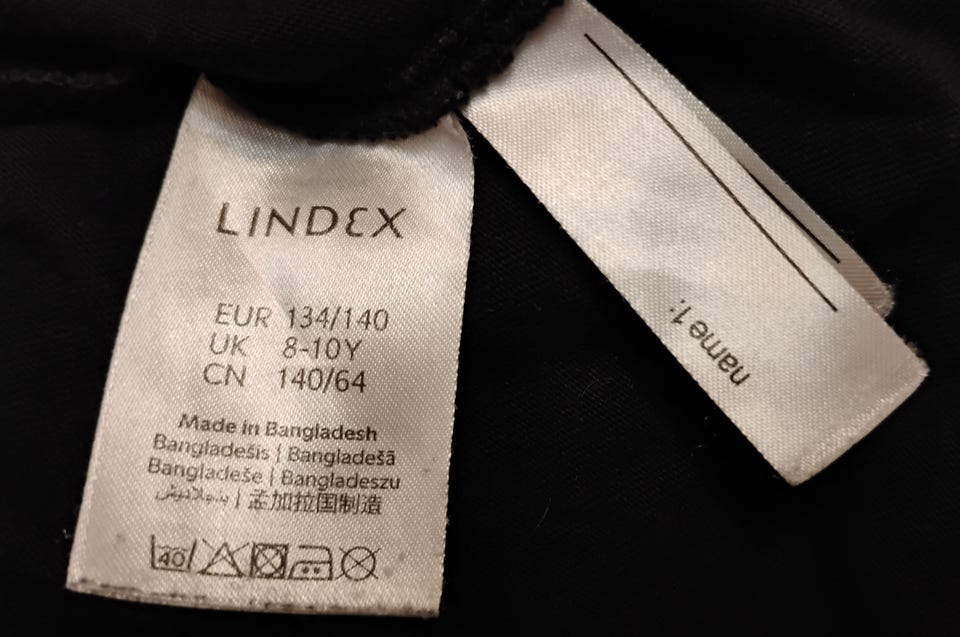 LINDEX
EUR 134/140
UK 8-10Y
CN 140/64
Made in Bangladesh
Bangladešis | Bangladešā
Bangladeše | Bangladeszu
بنجلاديش | 孟加拉国制造
40
name 1: